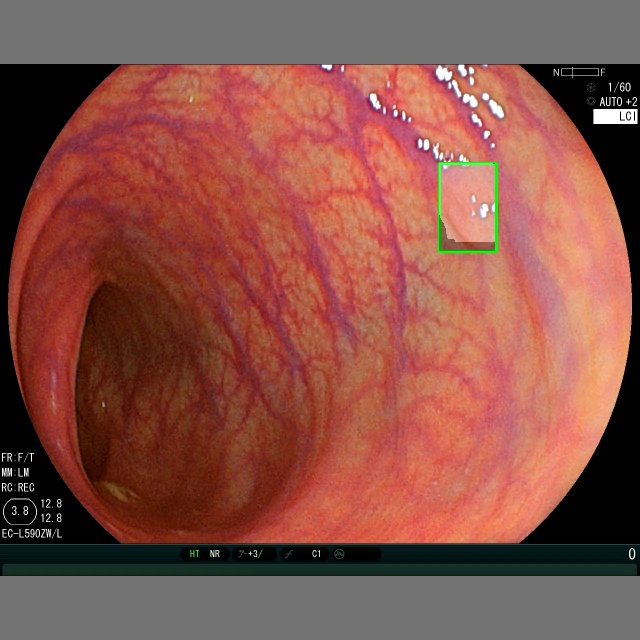 N F
1/60
AUTO +2
LCI
FR:F/T
MM:LM
RC:REC
3.8 12.8
12.8
EC-L590ZW/L
HT NR +3/ C1
0